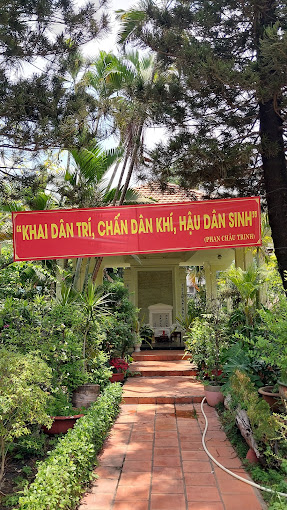 “KHAI DÂN TRÍ, CHẤN DÂN KHÍ, HẬU DÂN SINH”
(PHAN CHÂU TRINH)